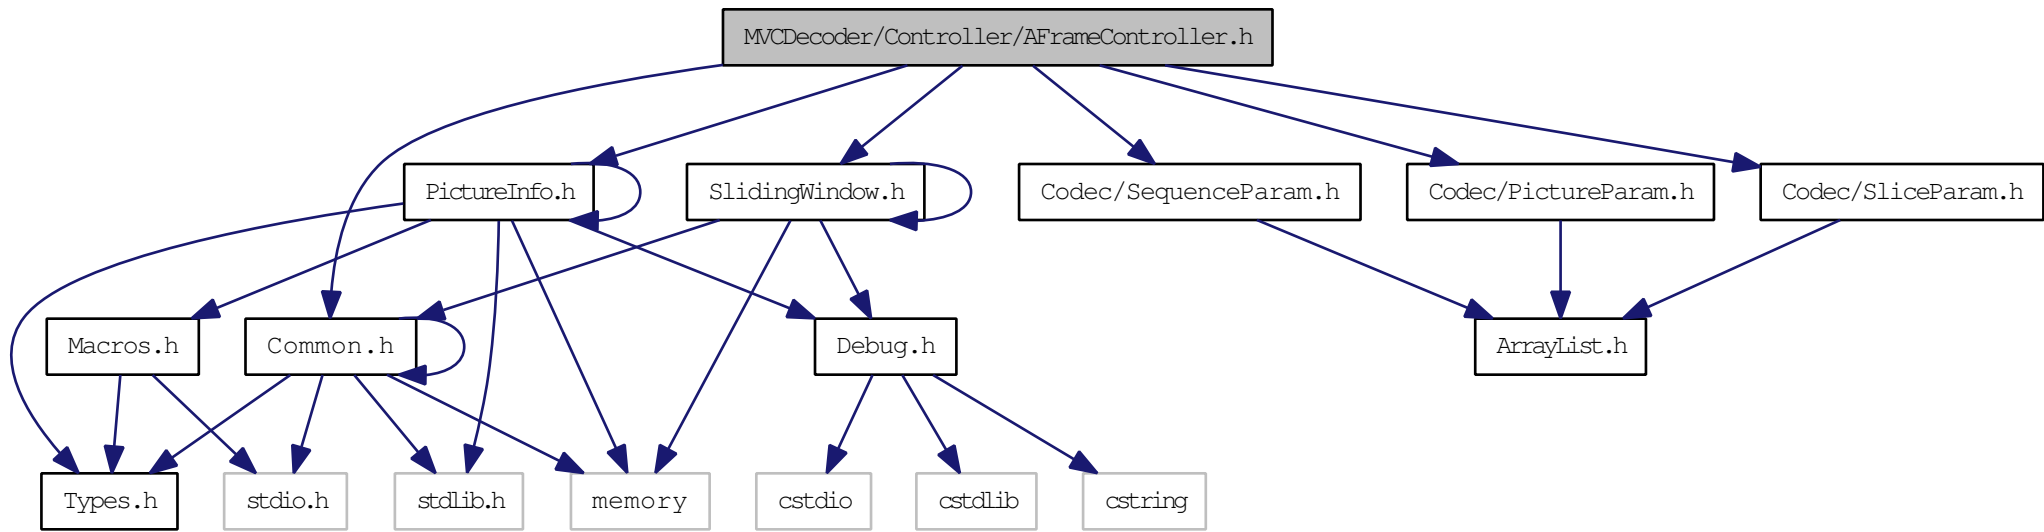 MVCDecoder/Controller/AFrameController.h
PictureInfo.h
SlidingWindow.h
Codec/SequenceParam.h
Codec/PictureParam.h
Codec/SliceParam.h
Macros.h
Common.h
Debug.h
ArrayList.h
Types.h
stdio.h
stdlib.h
memory
cstdio
cstdlib
cstring